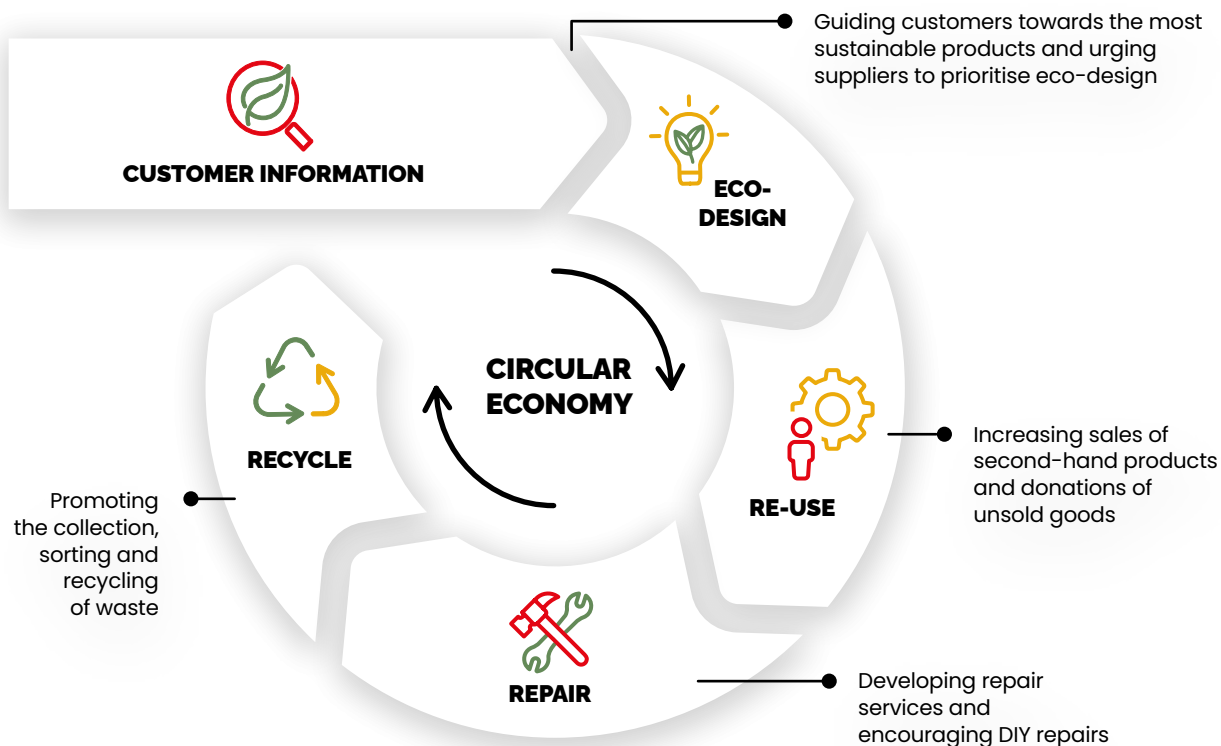 Guiding customers towards the most
sustainable products and urging
suppliers to prioritise eco-design
CUSTOMER INFORMATION
ECO-
DESIGN
CIRCULAR
ECONOMY
RE-USE
Increasing sales of
second-hand products
and donations of
unsold goods
REPAIR
Developing repair
services and
encouraging DIY repairs
RECYCLE
Promoting
the collection,
sorting and
recycling
of waste